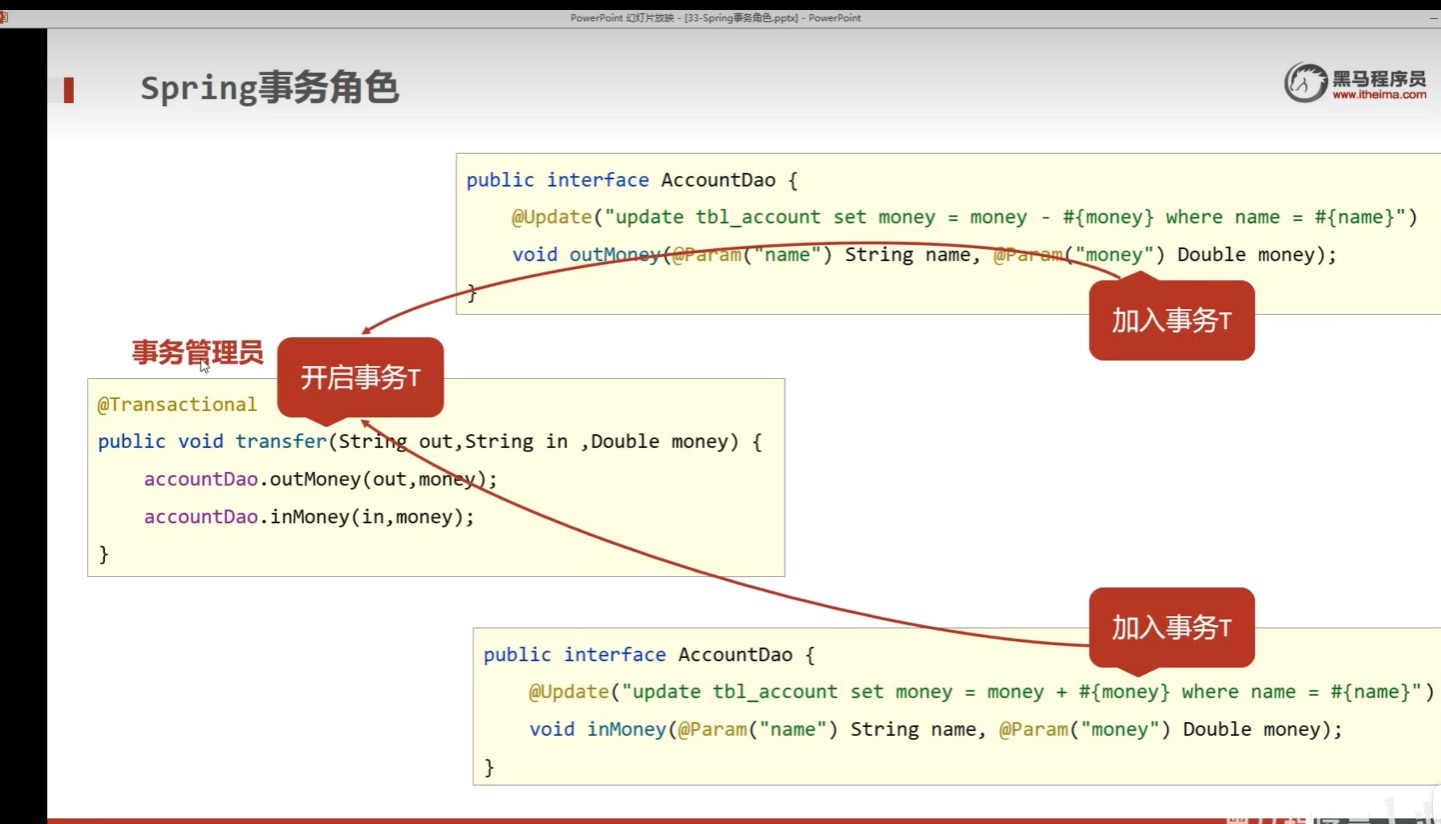 PowerPoint 幻灯片放映 - [33-Spring事务角色.pptx] - PowerPoint
Spring事务角色
黑马程序员
www.itheima.com
public interface AccountDao {
@Update("update tbl_account set money = money - #{money} where name = #{name}")
void outMoney(@Param("name") String name, @Param("money") Double money);
}
加入事务T
事务管理员
开启事务T
@Transactional
public void transfer(String out,String in ,Double money) {
accountDao.outMoney(out,money);
accountDao.inMoney(in,money);
}
加入事务T
public interface AccountDao {
@Update("update tbl_account set money = money + #{money} where name = #{name}")
void inMoney(@Param("name") String name, @Param("money") Double money);
}